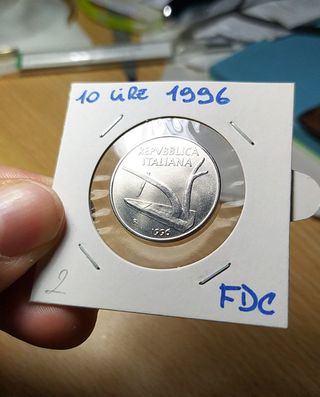 10 LIRE 1996
REPVBBLICA
ITALIANA
R
1996
2
FDC